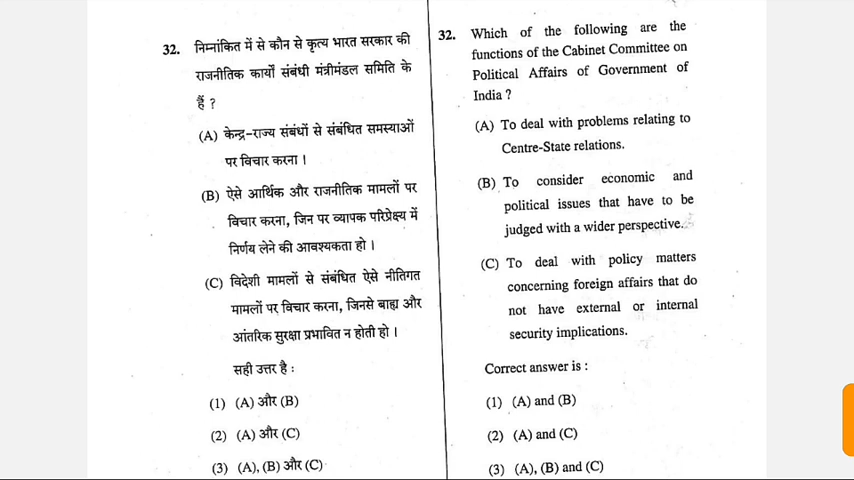 32. निम्नांकित में से कौन से कृत्य भारत सरकार की
राजनीतिक कार्यों संबंधी मंत्रीमंडल समिति के
हैं ?
(A) केन्द्र-राज्य संबंधों से संबंधित समस्याओं
पर विचार करना ।
(B) ऐसे आर्थिक और राजनीतिक मामलों पर
विचार करना, जिन पर व्यापक परिप्रेक्ष्य में
निर्णय लेने की आवश्यकता हो ।
(C) विदेशी मामलों से संबंधित ऐसे नीतिगत
मामलों पर विचार करना, जिनसे बाह्य और
आंतरिक सुरक्षा प्रभावित न होती हो ।
सही उत्तर है :
(1) (A) और (B)
(2) (A) और (C)
(3) (A), (B) और (C)
32. Which of the following are the
functions of the Cabinet Committee on
Political Affairs of Government of
India ?
(A) To deal with problems relating to
Centre-State relations.
(B) To consider economic and
political issues that have to be
judged with a wider perspective.
(C) To deal with policy matters
concerning foreign affairs that do
not have external or internal
security implications.
Correct answer is :
(1) (A) and (B)
(2) (A) and (C)
(3) (A), (B) and (C)